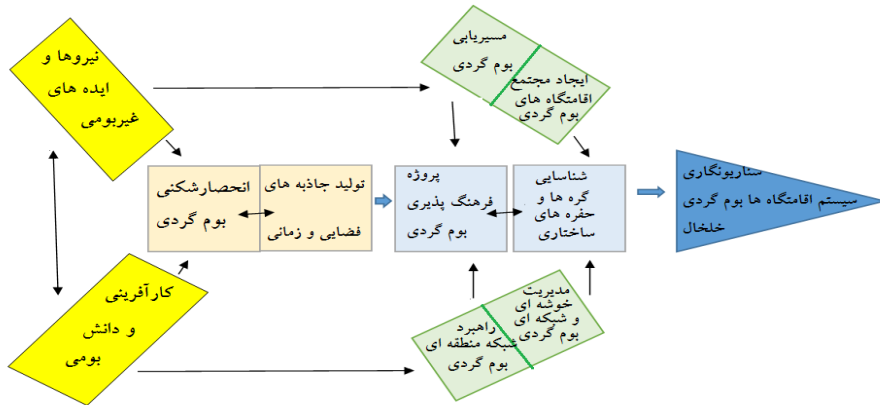 نیروها و
ایده های
غیربومی
مسیریابی
بوم گردی
ایجاد مجتمع
اقامتگاه های
بوم گردی
انحصارشکنی
بوم گردی
تولید جاذبه های
فضایی و زمانی
پروژه
فرهنگ پذیری
بوم گردی
شناسایی
گره ها و
حفره های
ساختاری
سناریونگاری
سیستم اقامتگاه ها بوم گردی
خلخال
کارآفرینی
و دانش
بومی
راهبرد
شبکه منطقه ای
بوم گردی
مدیریت
خوشه ای
و شبکه ای
بوم گردی